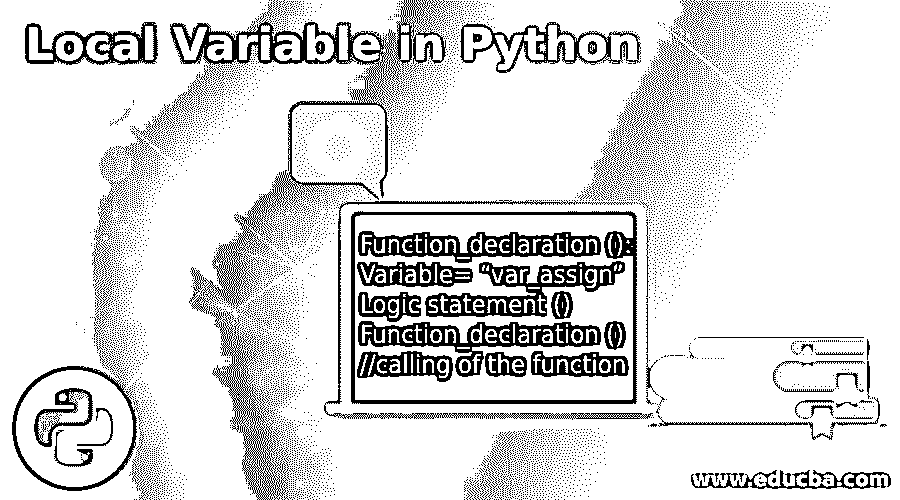 Local Variable in Python
Function_declaration ():
Variable= “var_assign”
Logic statement ()
Function_declaration ()
//calling of the function
www.educba.com